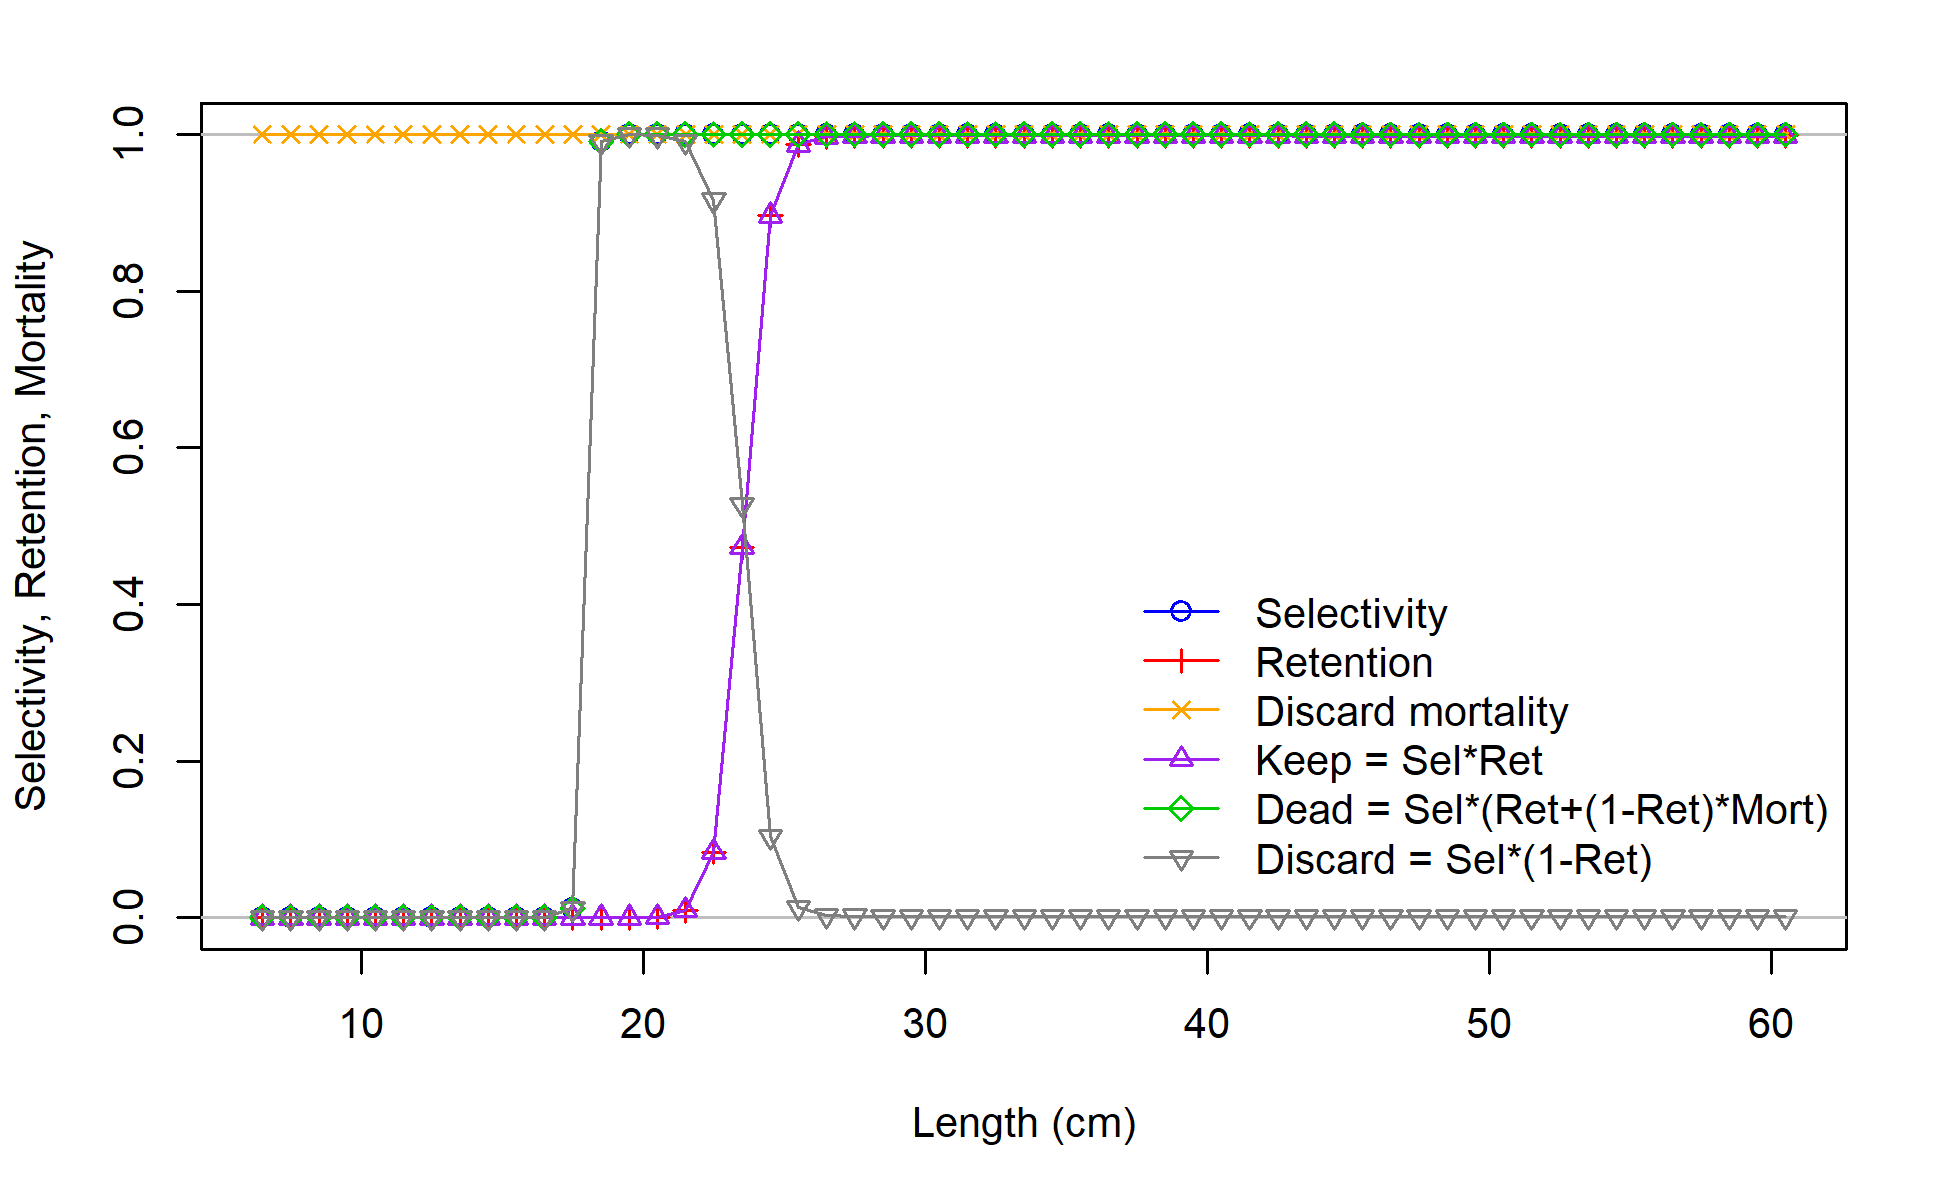 Selectivity, Retention, Mortality
1.0
0.8
0.6
0.4
0.2
0.0
Selectivity
Retention
Discard mortality
Keep = Sel*Ret
Dead = Sel*(Ret+(1-Ret)*Mort)
Discard = Sel*(1-Ret)
10 20 30 40 50 60
Length (cm)